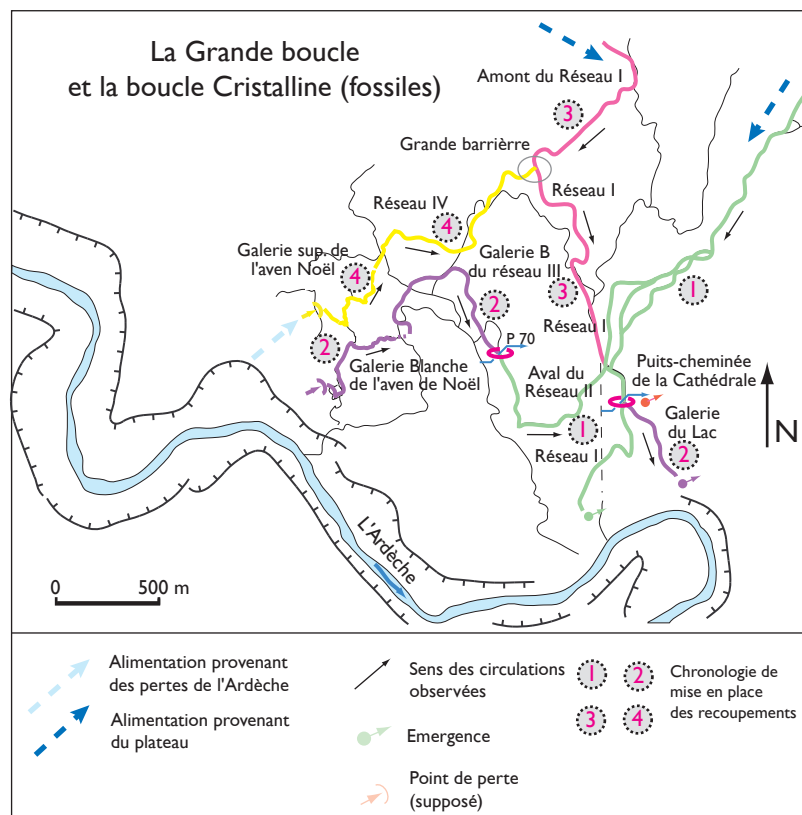 La Grande boucle
et la boucle Cristalline (fossiles)
Amont du Réseau I
3
Grande barrièrre
Réseau I
Réseau IV
4
Galerie sup. de
l'aven Noël
4
Galerie B
du réseau III
3
1
2
Réseau I
P 70
2
Galerie Blanche
de l'aven de Noël
Aval du
Réseau II
Puits-cheminée
de la Cathédrale
Galerie
du Lac
N
1
Réseau I
2
L'Ardèche
0 500 m
Alimentation provenant
des pertes de l'Ardèche
Alimentation provenant
du plateau
Sens des circulations
observées
Emergence
Point de perte
(supposé)
1 2
3 4
Chronologie de
mise en place
des recoupements